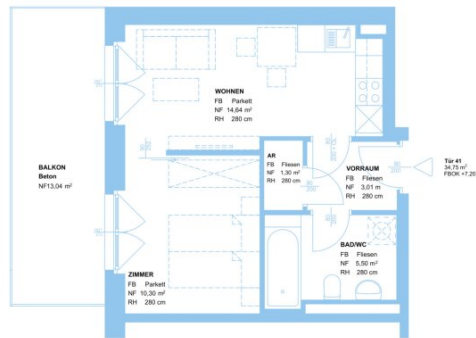 WOHNEN
FB Parkett
NF 14,64 m²
RH 280 cm
BALKON
Beton
NF13,04 m²
AR
FB Fliesen
NF 1,30 m²
RH 280 cm
VORRAUM
FB Fliesen
NF 3,01 m²
RH 280 cm
Tür 41
34,75 m²
FBOK +7,20
BAD/WC
FB Fliesen
NF 5,50 m²
RH 280 cm
ZIMMER
FB Parkett
NF 10,30 m²
RH 280 cm